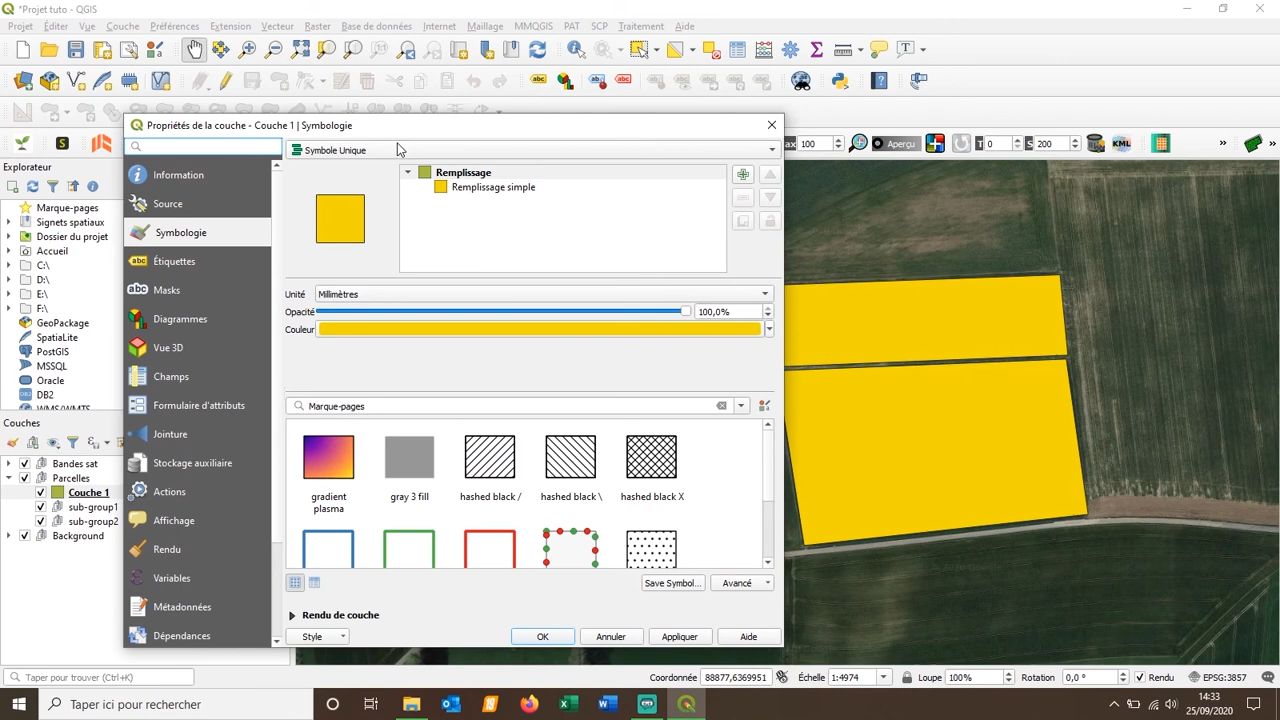 *Projet tuto - QGIS
Projet Éditer Vue Couche Préférences Extension Vecteur Raster Base de données Internet Maillage MMQGIS PAT SCP Traitement Aide
max 100 Aperçu T 0 S 200
Explorateur
Marque-pages
Signets spatiaux
Dossier du projet
Accueil
C:\
D:\
E:\
F:\
GeoPackage
SpatiaLite
PostGIS
MSSQL
Oracle
DB2
WMS/WMTS
Couches
Bandes sat
Parcelles
Couche 1
sub-group1
sub-group2
Background
Propriétés de la couche - Couche 1 | Symbologie
Information
Source
Symbologie
Étiquettes
Masks
Diagrammes
Vue 3D
Champs
Formulaire d'attributs
Jointure
Stockage auxiliaire
Actions
Affichage
Rendu
Variables
Métadonnées
Dépendances
Symbole Unique
Remplissage
Remplissage simple
Unité Millimètres
Opacité 100,0%
Couleur
Marque-pages
gradient plasma
gray 3 fill
hashed black /
hashed black \
hashed black X
Save Symbol... Avancé
Rendu de couche
Style OK Annuler Appliquer Aide
Taper pour trouver (Ctrl+K) Coordonnée 88877,6369951 Échelle 1:4974 Loupe 100% Rotation 0,0 ° Rendu EPSG:3857
Taper ici pour rechercher
14:33
25/09/2020